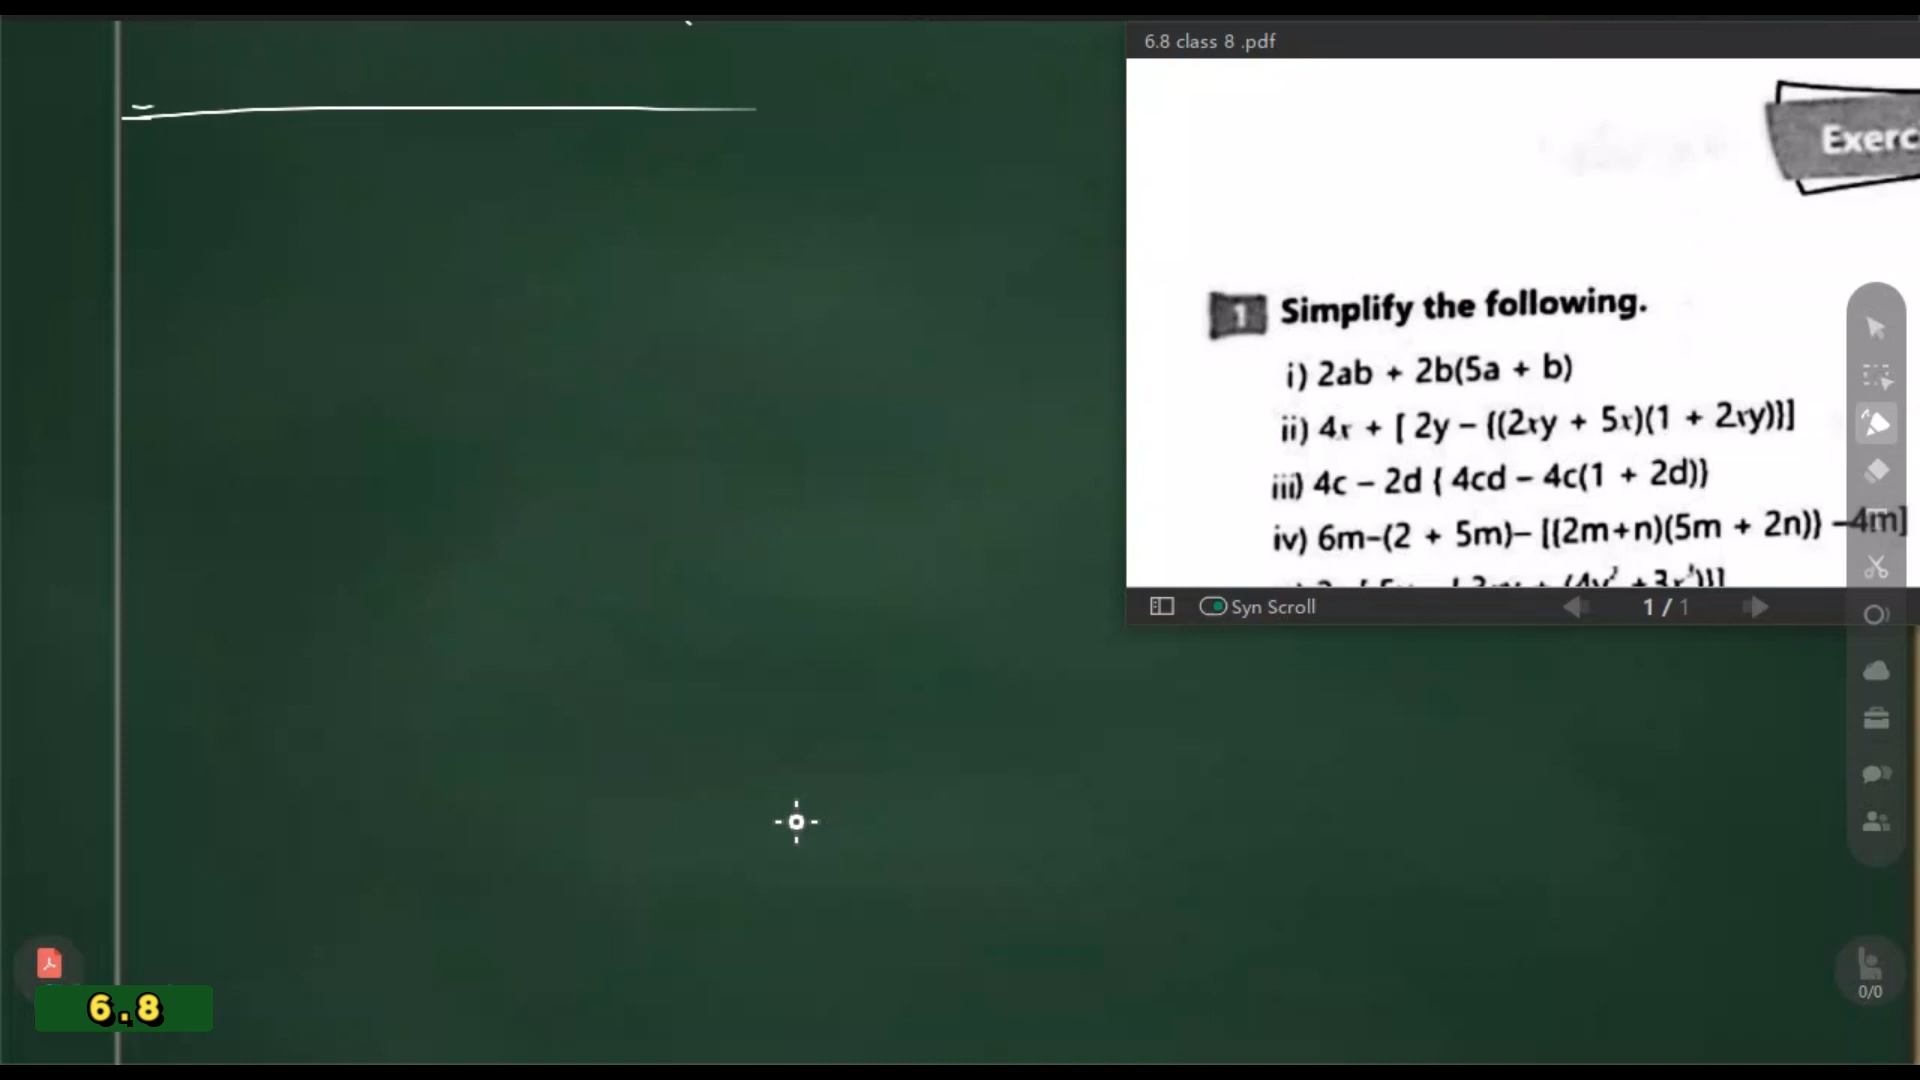 6.8 class 8 .pdf
Exerc
1 Simplify the following.
i) 2ab + 2b(5a + b)
ii) 4x + [ 2y − {(2xy + 5x)(1 + 2xy)}]
iii) 4c − 2d { 4cd − 4c(1 + 2d)}
iv) 6m−(2 + 5m)− [{(2m+n)(5m + 2n)} −4m]
Syn Scroll
1 / 1
0/0
6.8